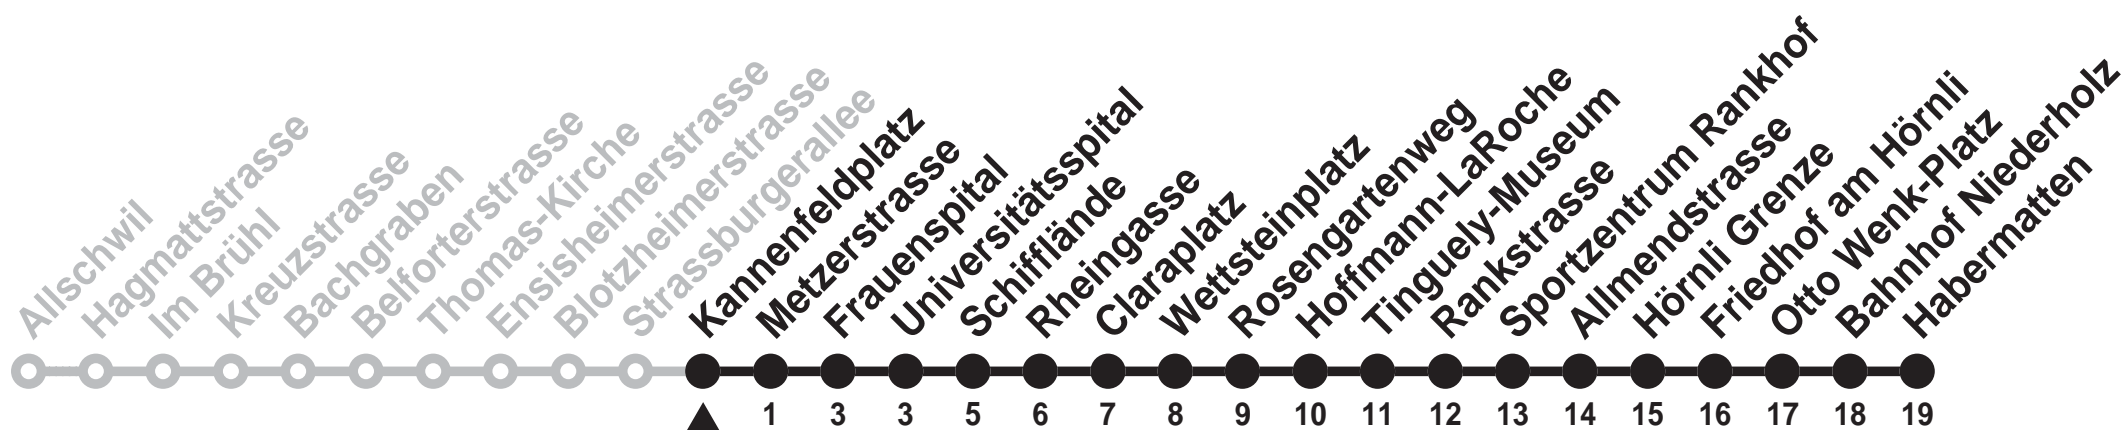 Allschwil
Hagmattstrasse
Im Brühl
Kreuzstrasse
Bachgraben
Belforterstrasse
Thomas-Kirche
Ensisheimerstrasse
Blotzheimerstrasse
Strassburgerallee
Kannenfeldplatz
Metzerstrasse
Frauenspital
Universitätsspital
Schifflände
Rheingasse
Claraplatz
Wettsteinplatz
Rosengartenweg
Hoffmann-LaRoche
Tinguely-Museum
Rankstrasse
Sportzentrum Rankhof
Allmendstrasse
Hörnli Grenze
Friedhof am Hörnli
Otto Wenk-Platz
Bahnhof Niederholz
Habermatten
1 3 3 5 6 7 8 9 10 11 12 13 14 15 16 17 18 19